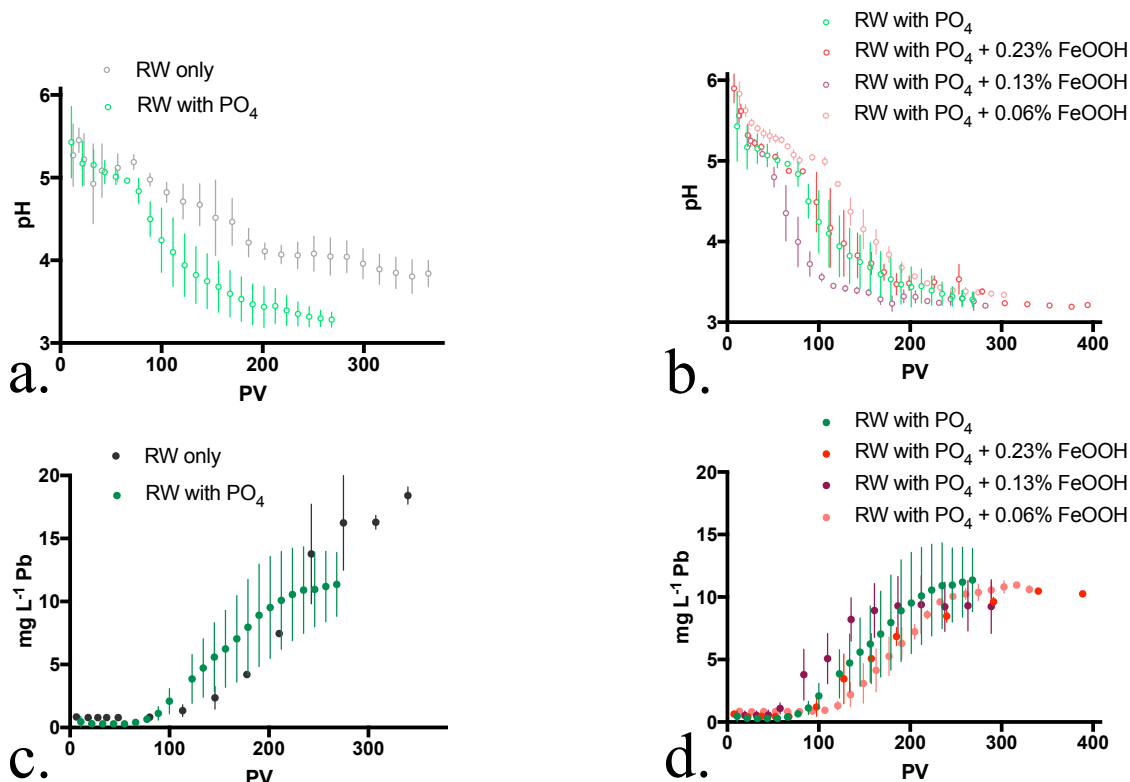 RW only
RW with PO4
6
5
4
3
pH
0
100
200
300
PV
a.
RW with PO4
RW with PO4 + 0.23% FeOOH
RW with PO4 + 0.13% FeOOH
RW with PO4 + 0.06% FeOOH
6
5
4
3
pH
0
100
200
300
400
PV
b.
RW only
RW with PO4
20
15
10
5
0
mg L-1 Pb
0
100
200
300
PV
c.
RW with PO4
RW with PO4 + 0.23% FeOOH
RW with PO4 + 0.13% FeOOH
RW with PO4 + 0.06% FeOOH
20
15
10
5
0
mg L-1 Pb
0
100
200
300
400
PV
d.